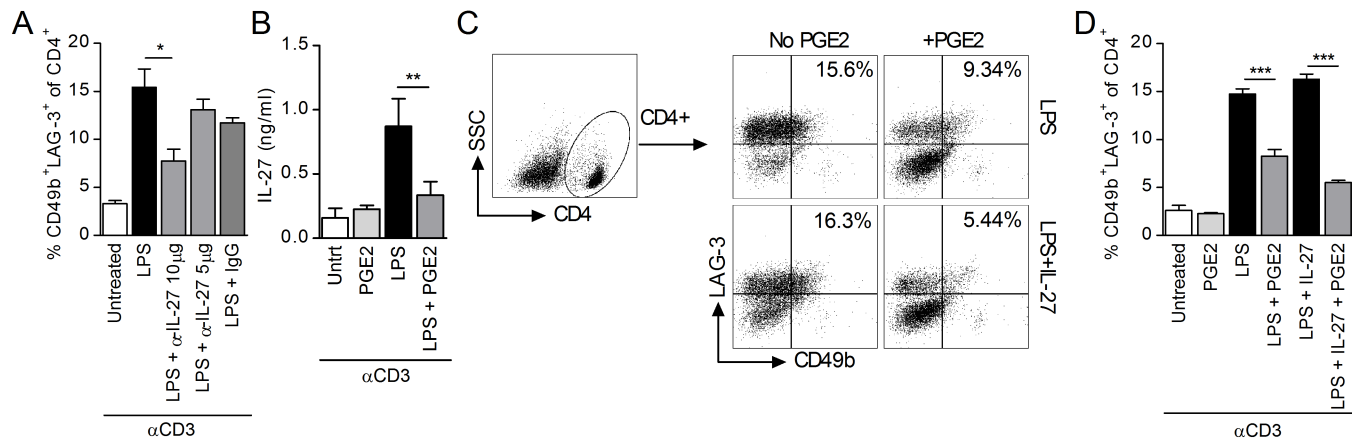 A
% CD49b+LAG-3+ of CD4+
20
15
10
5
0
*
Untreated
LPS
LPS + α-IL-27 10μg
LPS + α-IL-27 5μg
LPS + IgG
αCD3
B
IL-27 (ng/ml)
1.5
1.0
0.5
0.0
**
Untrt
PGE2
LPS
LPS + PGE2
αCD3
C
SSC
CD4
CD4+
No PGE2
+PGE2
15.6%
9.34%
LPS
16.3%
5.44%
LPS+IL-27
LAG-3
CD49b
D
% CD49b+LAG-3+ of CD4+
20
15
10
5
0
***
***
Untreated
PGE2
LPS
LPS + PGE2
LPS + IL-27
LPS + IL-27 + PGE2
αCD3